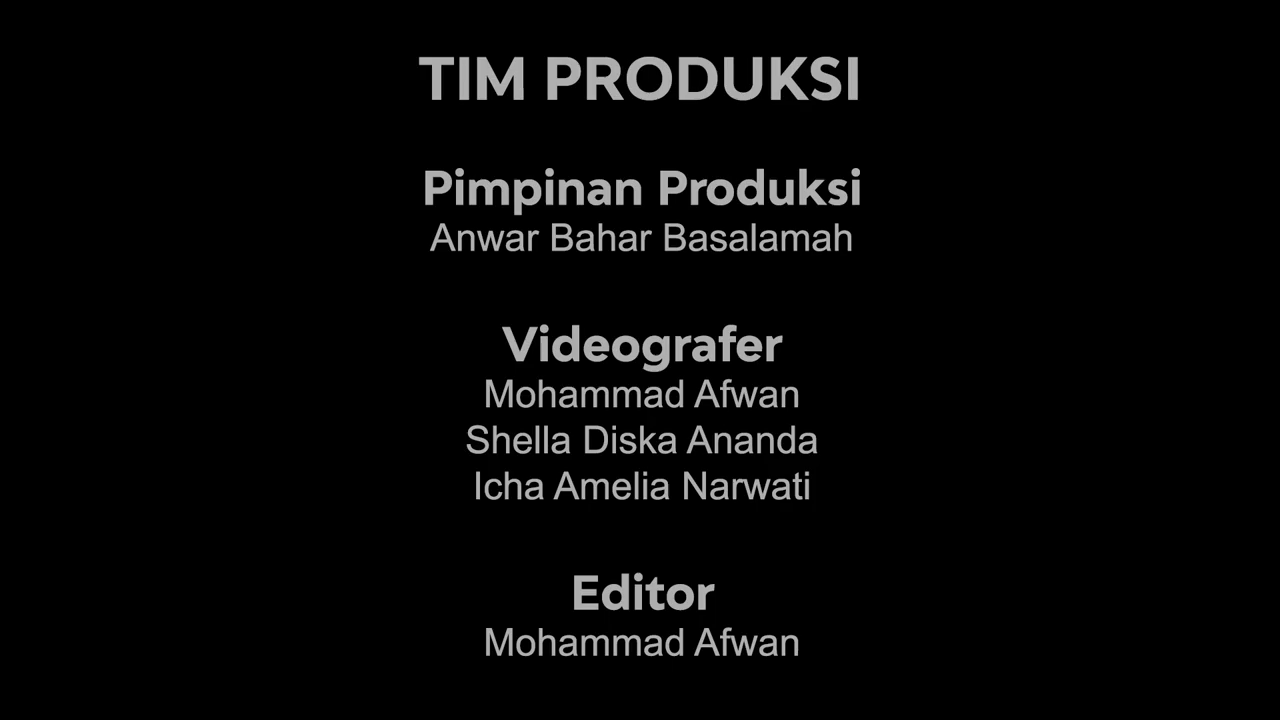 TIM PRODUKSI
Pimpinan Produksi
Anwar Bahar Basalamah
Videografer
Mohammad Afwan
Shella Diska Ananda
Icha Amelia Narwati
Editor
Mohammad Afwan